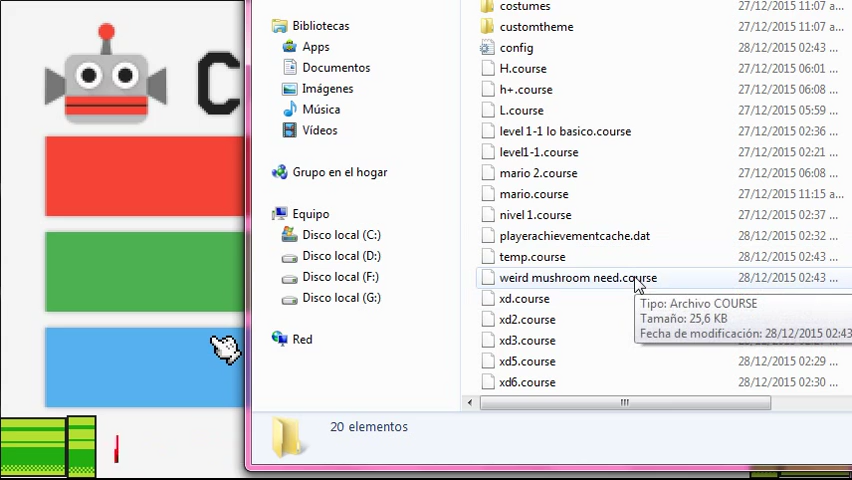 C
Bibliotecas
Apps
Documentos
Imágenes
Música
Vídeos
Grupo en el hogar
Equipo
Disco local (C:)
Disco local (D:)
Disco local (F:)
Disco local (G:)
Red
costumes 27/12/2015 11:07 a...
customtheme 27/12/2015 11:07 a...
config 28/12/2015 02:43 ...
H.course 27/12/2015 06:01 ...
h+.course 27/12/2015 06:08 ...
L.course 27/12/2015 05:59 ...
level 1-1 lo basico.course 28/12/2015 02:36 ...
level1-1.course 28/12/2015 02:21 ...
mario 2.course 27/12/2015 06:08 ...
mario.course 27/12/2015 11:15 a...
nivel 1.course 28/12/2015 02:37 ...
playerachievementcache.dat 28/12/2015 02:32 ...
temp.course 28/12/2015 02:43 ...
weird mushroom need.course 28/12/2015 02:43 ...
xd.course
xd2.course
xd3.course
xd5.course 28/12/2015 02:29 ...
xd6.course 28/12/2015 02:30 ...
Tipo: Archivo COURSE
Tamaño: 25,6 KB
Fecha de modificación: 28/12/2015 02:43
20 elementos